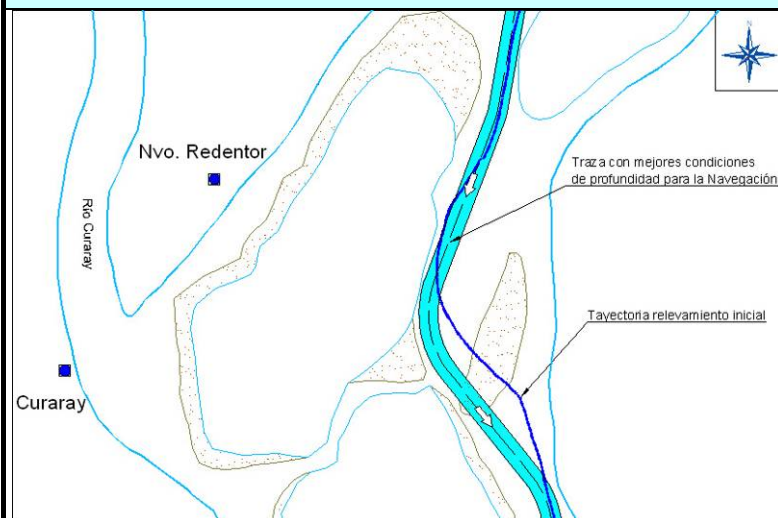 N
Nvo. Redentor
Traza con mejores condiciones
de profundidad para la Navegación
Río Curaray
Tayectoria relevamiento inicial
Curaray